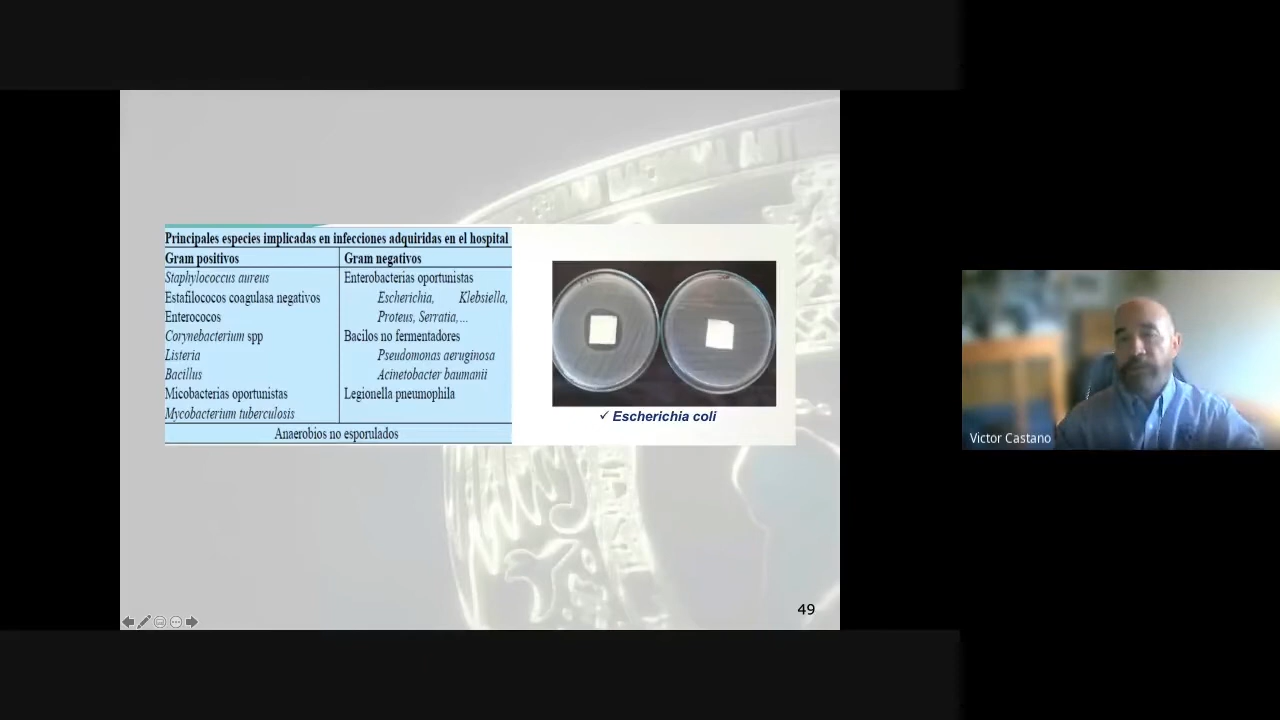 Principales especies implicadas en infecciones adquiridas en el hospital
Gram positivos
Staphylococcus aureus
Estafilococos coagulasa negativos
Enterococos
Corynebacterium spp
Listeria
Bacillus
Micobacterias oportunistas
Mycobacterium tuberculosis
Gram negativos
Enterobacterias oportunistas
Escherichia, Klebsiella,
Proteus, Serratia,...
Bacilos no fermentadores
Pseudomonas aeruginosa
Acinetobacter baumanii
Legionella pneumophila
Anaerobios no esporulados
✓ Escherichia coli
49
Victor Castano